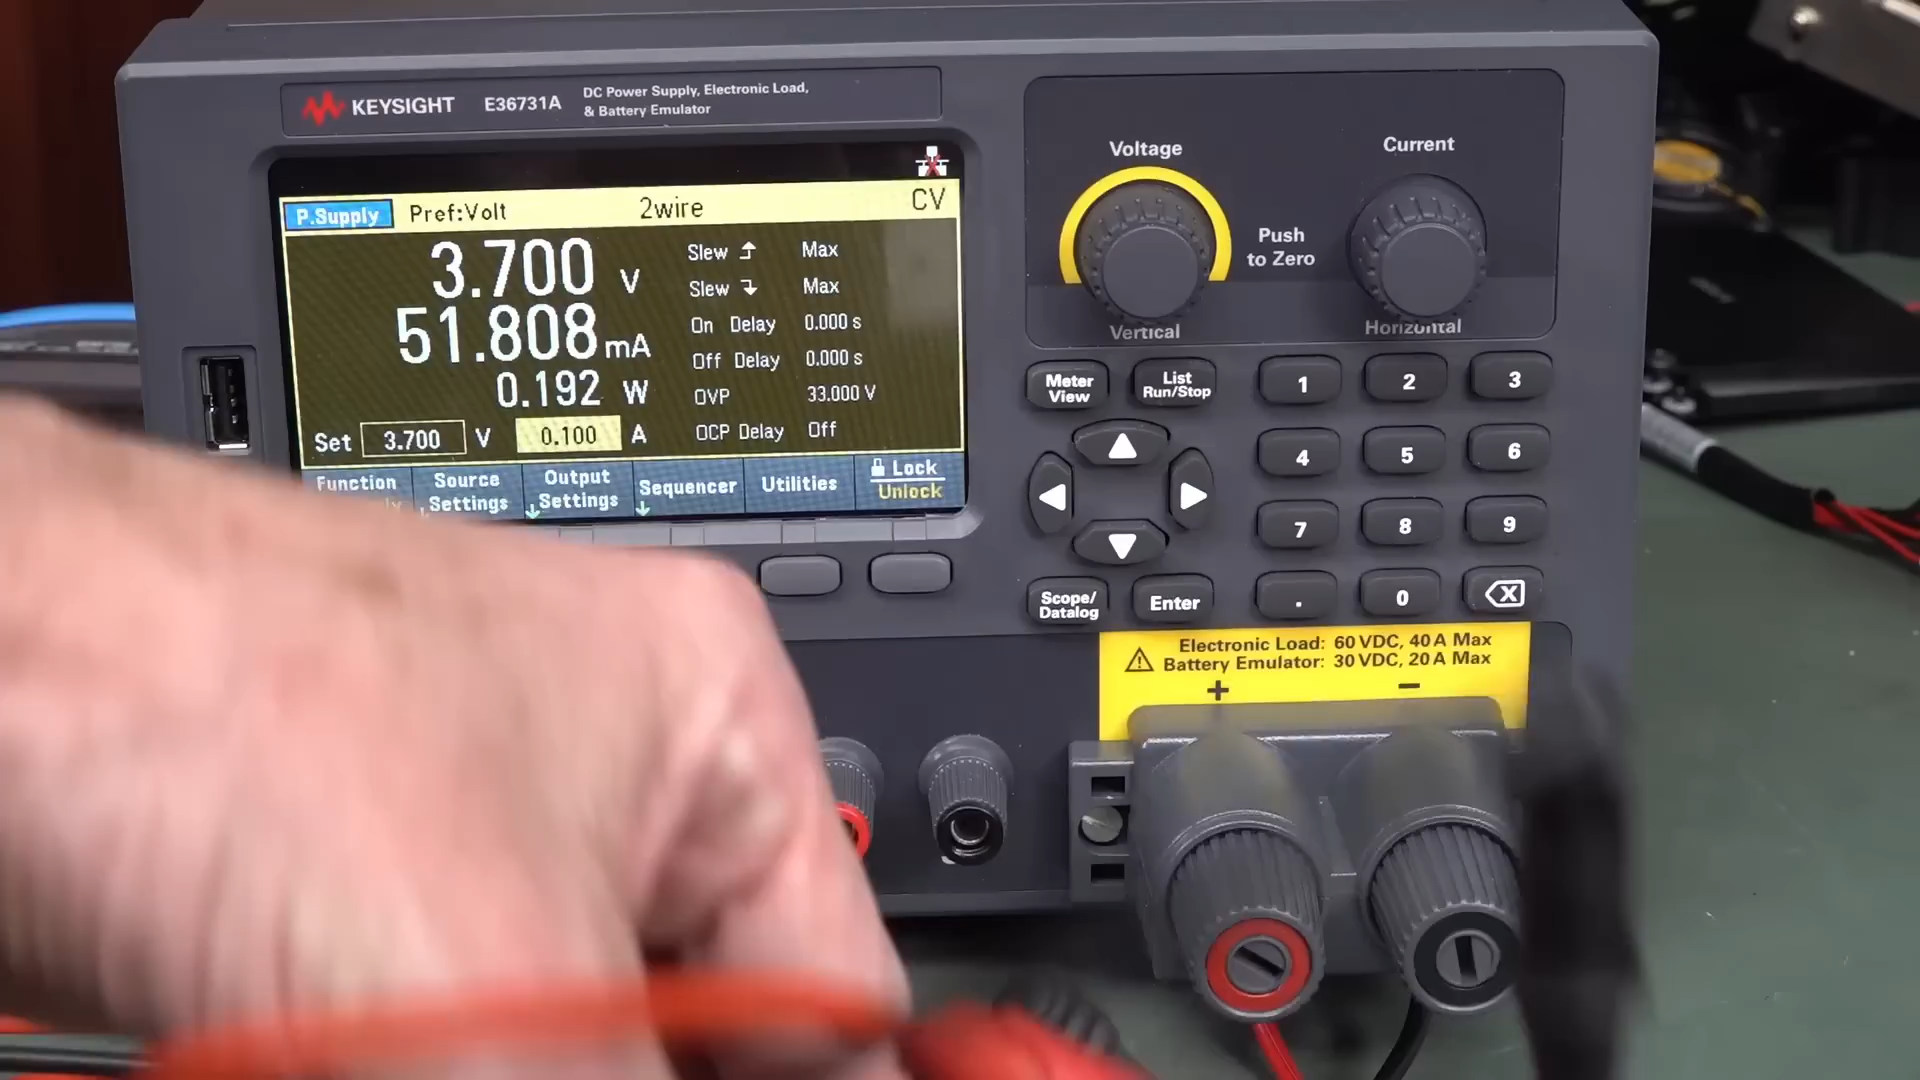 KEYSIGHT E36731A DC Power Supply, Electronic Load,
& Battery Emulator
P.Supply Pref:Volt 2wire CV
3.700 V
51.808 mA
0.192 W
Set 3.700 V 0.100 A
Slew Max
Slew Max
On Delay 0.000 s
Off Delay 0.000 s
OVP 33.000 V
OCP Delay Off
Function
Source
Settings
Output
Settings
Sequencer
Utilities
Lock
Unlock
Voltage
Current
Push
to Zero
Vertical
Horizontal
Meter
View
List
Run/Stop
1 2 3
4 5 6
7 8 9
. 0 X
Scope/
Datalog
Enter
Electronic Load: 60 VDC, 40 A Max
Battery Emulator: 30 VDC, 20 A Max
+ −